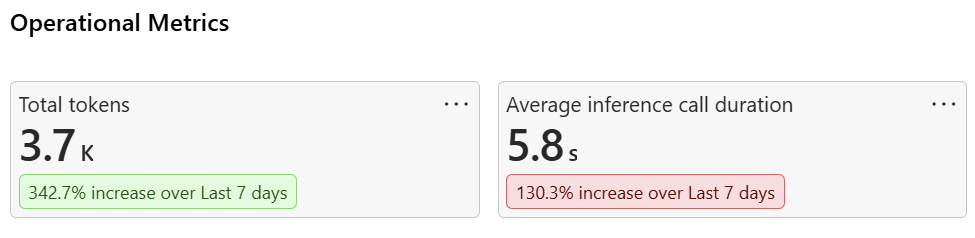 Operational Metrics
Total tokens
3.7 K
342.7% increase over Last 7 days
Average inference call duration
5.8 s
130.3% increase over Last 7 days